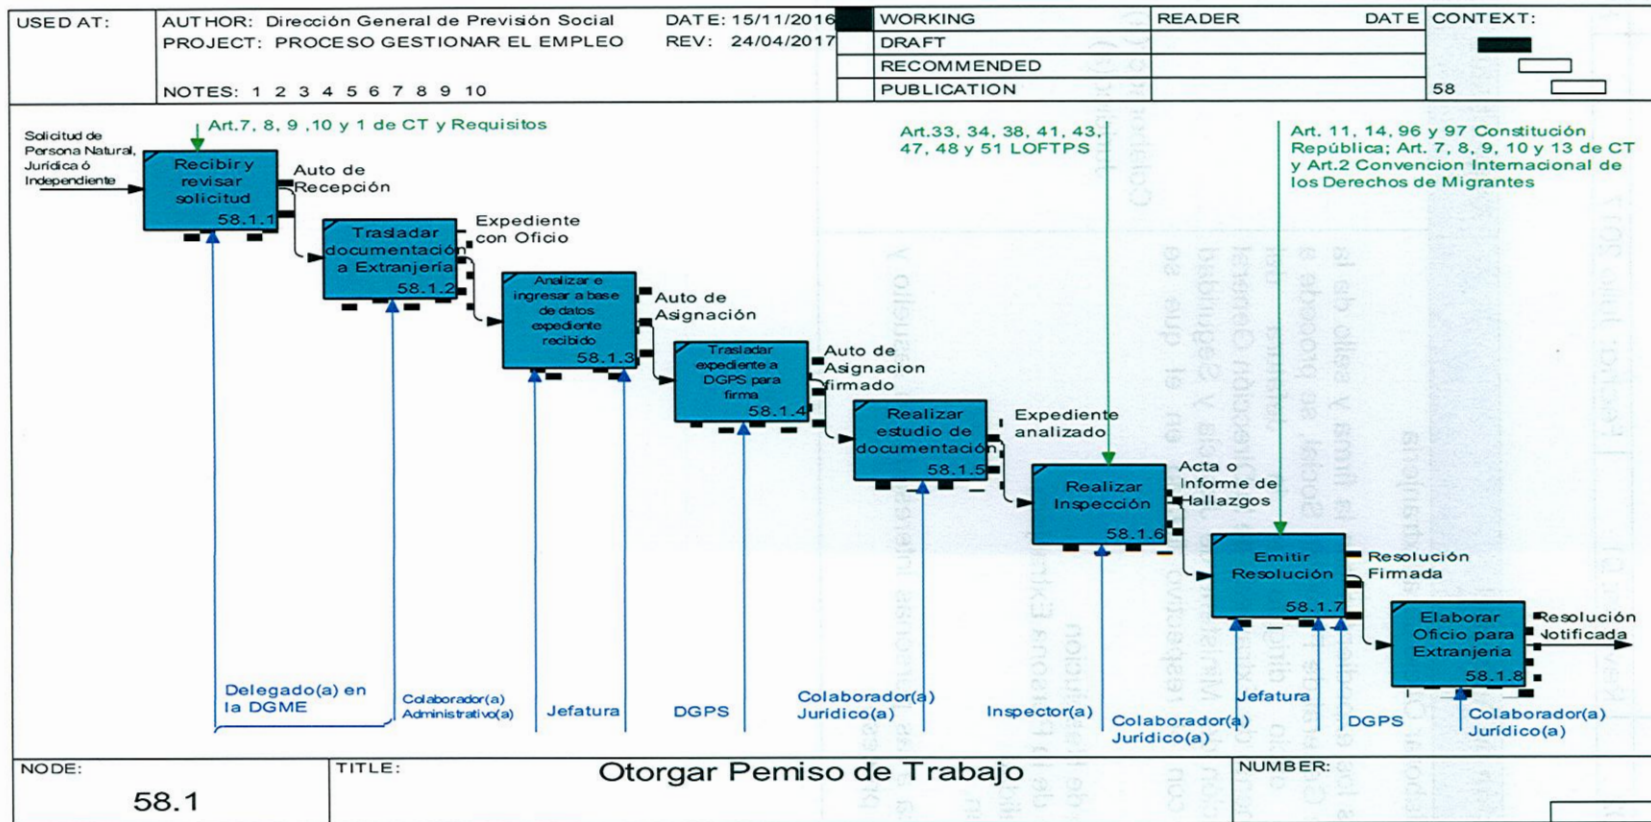 USED AT:
AUTHOR: Dirección General de Previsión Social
DATE: 15/11/2016
PROJECT: PROCESO GESTIONAR EL EMPLEO
REV: 24/04/2017
NOTES: 1 2 3 4 5 6 7 8 9 10
WORKING
DRAFT
RECOMMENDED
PUBLICATION
READER
DATE
CONTEXT:
58
Solicitud de
Persona Natural,
Jurídica ó
Independiente
Art.7, 8, 9 ,10 y 1 de CT y Requisitos
Recibir y
revisar
solicitud
58.1.1
Auto de
Recepción
Trasladar
documentación
a Extranjería
58.1.2
Expediente
con Oficio
Analizar e
ingresar a base
de datos
expediente
recibido
58.1.3
Auto de
Asignación
Trasladar
expediente a
DGPS para
firma
58.1.4
Auto de
Asignacion
firmado
Realizar
estudio de
documentación
58.1.5
Expediente
analizado
Art.33, 34, 38, 41, 43,
47, 48 y 51 LOFTPS
Realizar
Inspección
58.1.6
Acta o
Informe de
Hallazgos
Art. 11, 14, 96 y 97 Constitución
República; Art. 7, 8, 9, 10 y 13 de CT
y Art.2 Convencion Internacional de
los Derechos de Migrantes
Emitir
Resolución
58.1.7
Resolución
Firmada
Elaborar
Oficio para
Extranjeria
58.1.8
Resolución
Notificada
Delegado(a) en
la DGME
Colaborador(a)
Administrativo(a)
Jefatura
DGPS
Colaborador(a)
Jurídico(a)
Inspector(a)
Colaborador(a)
Jurídico(a)
Jefatura
DGPS
Colaborador(a)
Jurídico(a)
NODE:
58.1
TITLE:
Otorgar Pemiso de Trabajo
NUMBER: